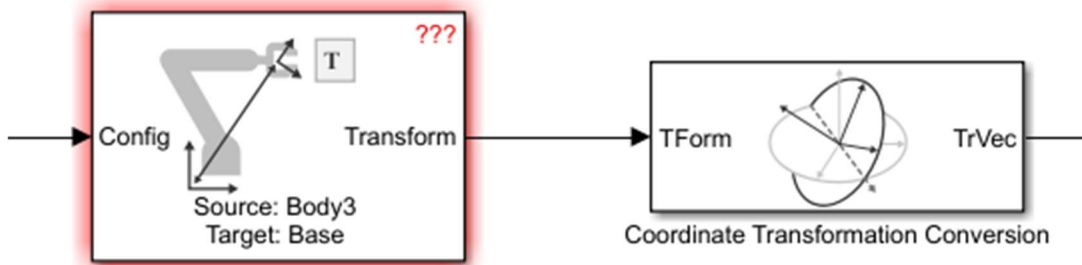 ???
T
Config
Transform
Source: Body3
Target: Base
TForm
TrVec
Coordinate Transformation Conversion